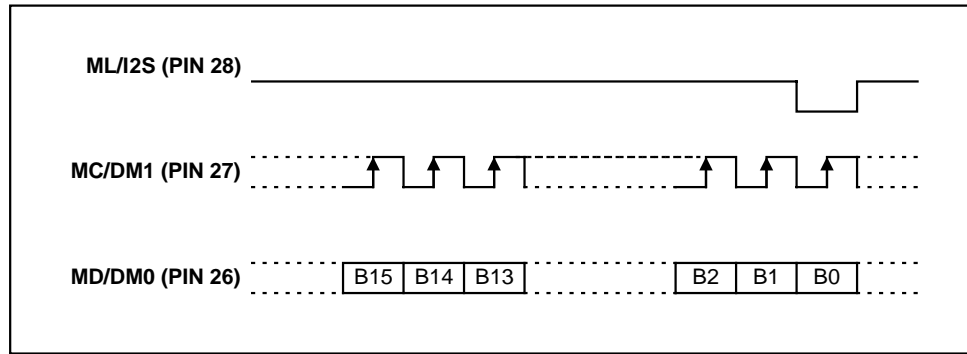 ML/I2S (PIN 28)
MC/DM1 (PIN 27)
MD/DM0 (PIN 26) B15 B14 B13 B2 B1 B0